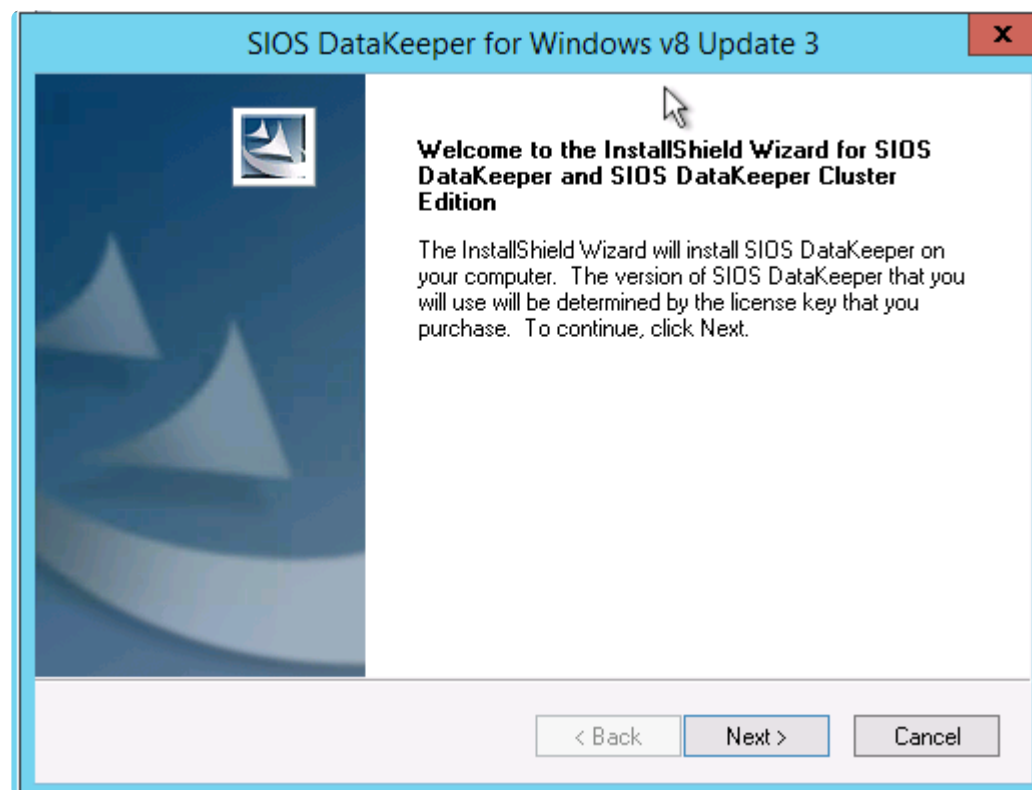 SIOS DataKeeper for Windows v8 Update 3
x
Welcome to the InstallShield Wizard for SIOS
DataKeeper and SIOS DataKeeper Cluster
Edition
The InstallShield Wizard will install SIOS DataKeeper on
your computer.  The version of SIOS DataKeeper that you
will use will be determined by the license key that you
purchase.  To continue, click Next.
< Back
Next >
Cancel